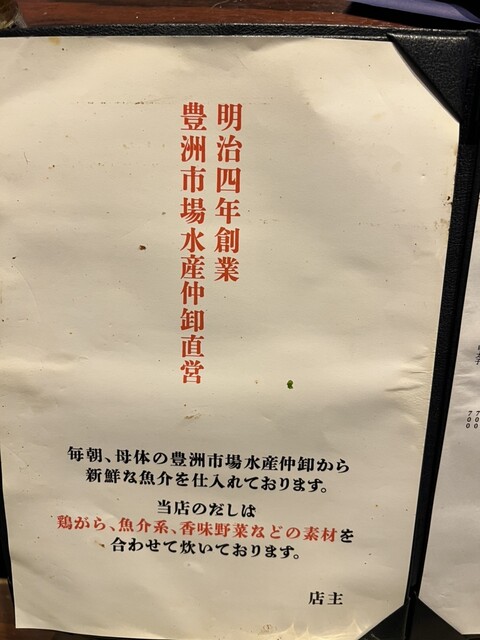 明治四年創業
豊洲市場水産仲卸直営
毎朝、母体の豊洲市場水産仲卸から
新鮮な魚介を仕入れております。
当店のだしは
鶏がら、魚介系、香味野菜などの素材を
合わせて炊いております。
店主
700
700